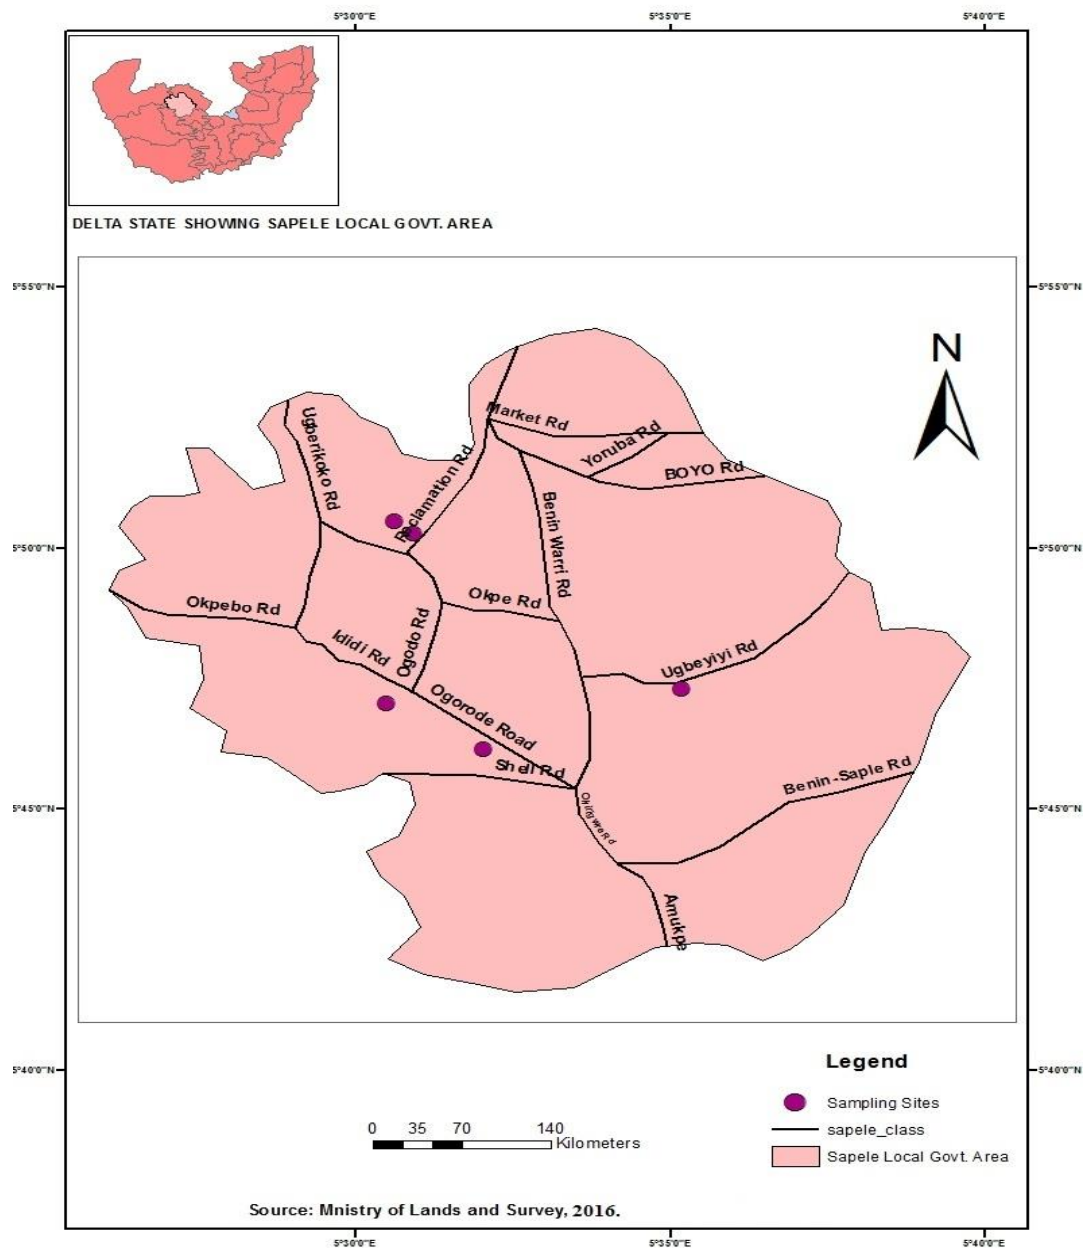 5°30'0"E
5°35'0"E
5°40'0"E
DELTA STATE SHOWING SAPELE LOCAL GOVT. AREA
5°55'0"N
5°55'0"N
N
Market Rd
Yoruba Rd
BOYO Rd
Ugberikoko Rd
Reclamation Rd
Benin Warri Rd
5°50'0"N
5°50'0"N
Okpe Rd
Okpebo Rd
Ididi Rd
Ogodo Rd
Ugbeyiyi Rd
Ogorode Road
Shell Rd
Benin-Saple Rd
5°45'0"N
5°45'0"N
Amukpe
5°40'0"N
5°40'0"N
Legend
Sampling Sites
sapele_class
Sapele Local Govt. Area
0 35 70 140
Kilometers
Source: Mnistry of Lands and Survey, 2016.
5°30'0"E
5°35'0"E
5°40'0"E